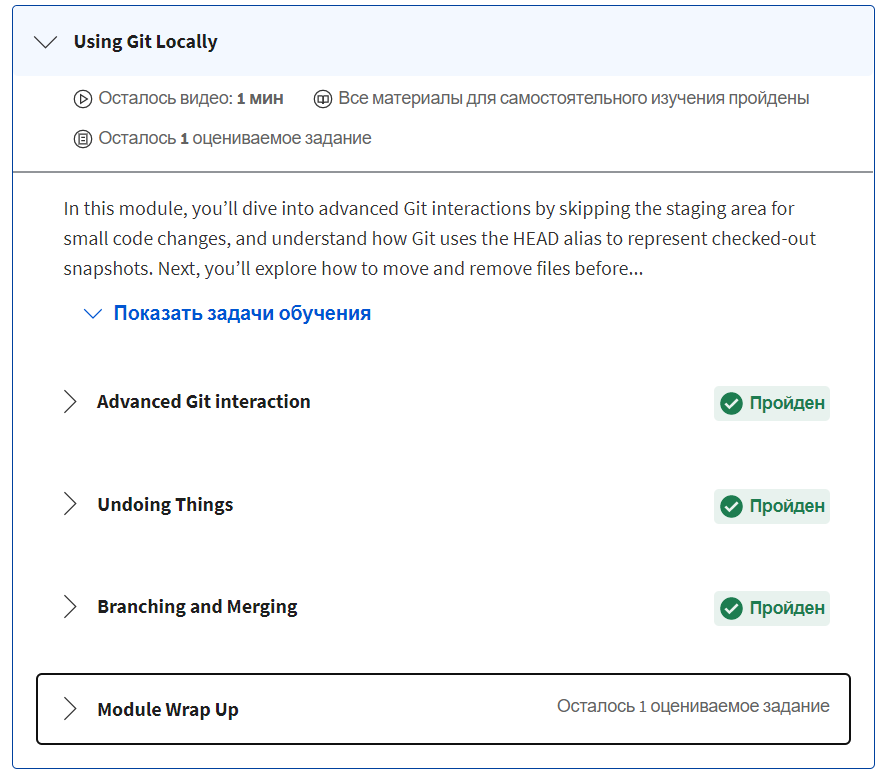 Using Git Locally
Осталось видео: 1 мин
Все материалы для самостоятельного изучения пройдены
Осталось 1 оцениваемое задание
In this module, you’ll dive into advanced Git interactions by skipping the staging area for
small code changes, and understand how Git uses the HEAD alias to represent checked-out
snapshots. Next, you’ll explore how to move and remove files before...
Показать задачи обучения
Advanced Git interaction
Пройден
Undoing Things
Пройден
Branching and Merging
Пройден
Module Wrap Up
Осталось 1 оцениваемое задание